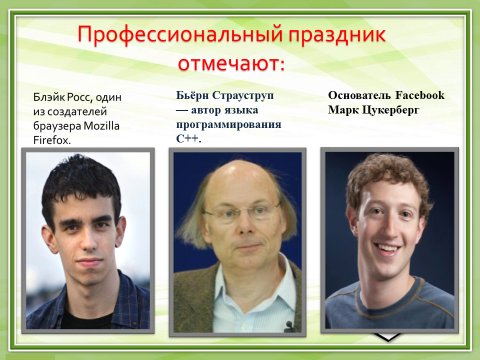 Профессиональный праздник
отмечают:
Блэйк Росс, один
из создателей
браузера Mozilla
Firefox.
Бьёрн Страуструп
— автор языка
программирования
C++.
Основатель Facebook
Марк Цукерберг